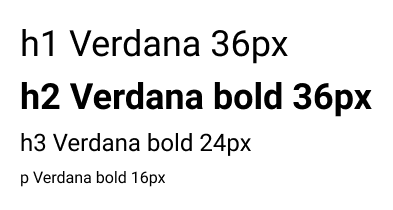 h1 Verdana 36px
h2 Verdana bold 36px
h3 Verdana bold 24px
p Verdana bold 16px